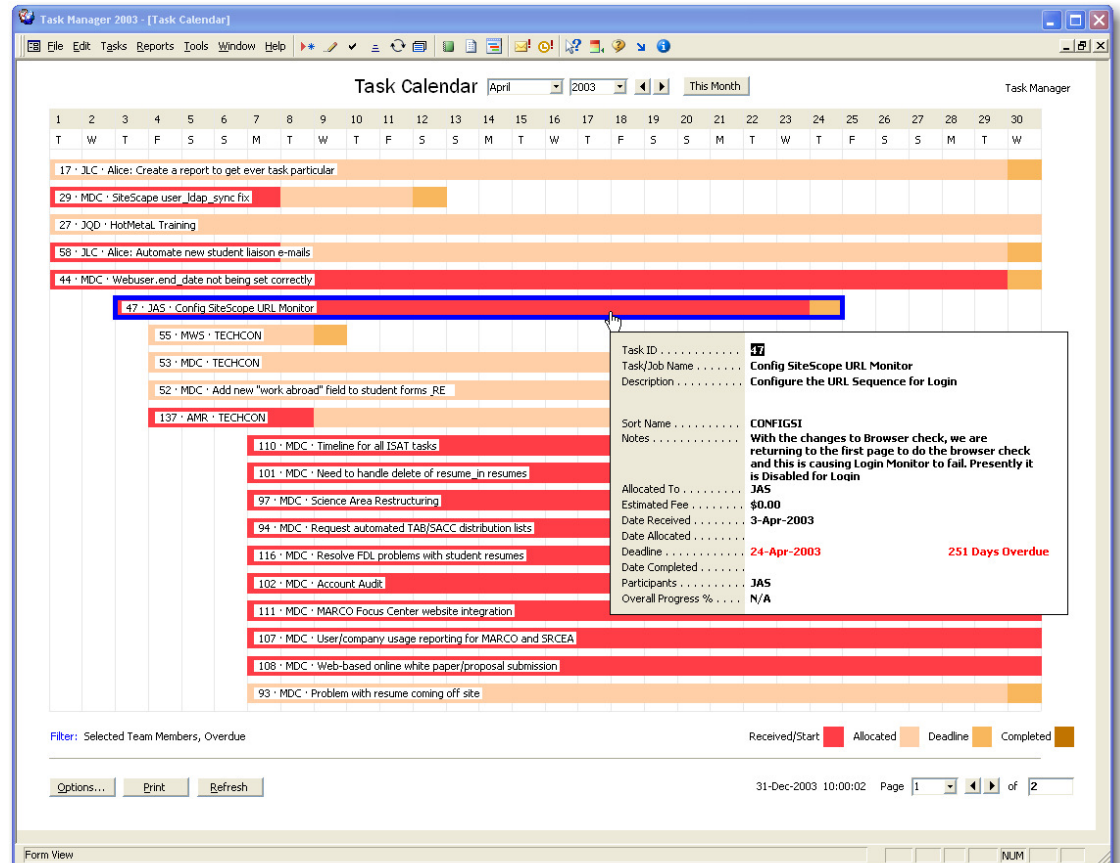 Task Manager 2003 - [Task Calendar]
File Edit Tasks Reports Tools Window Help
Task Calendar April 2003 This Month Task Manager
1 2 3 4 5 6 7 8 9 10 11 12 13 14 15 16 17 18 19 20 21 22 23 24 25 26 27 28 29 30
T W T F S S M T W T F S S M T W T F S S M T W T F S S M T W
17 · JLC · Alice: Create a report to get ever task particular
29 · MDC · SiteScape user_ldap_sync fix
27 · JQD · HotMetaL Training
58 · JLC · Alice: Automate new student liaison e-mails
44 · MDC · Webuser.end_date not being set correctly
47 · JAS · Config SiteScope URL Monitor
55 · MWS · TECHCON
53 · MDC · TECHCON
52 · MDC · Add new "work abroad" field to student forms_RE
137 · AMR · TECHCON
110 · MDC · Timeline for all ISAT tasks
101 · MDC · Need to handle delete of resume_in resumes
97 · MDC · Science Area Restructuring
94 · MDC · Request automated TAB/SACC distribution lists
116 · MDC · Resolve FDL problems with student resumes
102 · MDC · Account Audit
111 · MDC · MARCO Focus Center website integration
107 · MDC · User/company usage reporting for MARCO and SRCEA
108 · MDC · Web-based online white paper/proposal submission
93 · MDC · Problem with resume coming off site
Task ID . . . . . . . . . . . . 47
Task/Job Name . . . . . . . Config SiteScope URL Monitor
Description . . . . . . . . . . Configure the URL Sequence for Login
Sort Name . . . . . . . . . . CONFIGSI
Notes . . . . . . . . . . . . . With the changes to Browser check, we are
returning to the first page to do the browser check
and this is causing Login Monitor to fail. Presently it
is Disabled for Login
Allocated To . . . . . . . . . JAS
Estimated Fee . . . . . . . . $0.00
Date Received . . . . . . . . 3-Apr-2003
Date Allocated . . . . . . . .
Deadline . . . . . . . . . . . . 24-Apr-2003 251 Days Overdue
Date Completed . . . . . . .
Participants . . . . . . . . . . JAS
Overall Progress % . . . . N/A
Filter: Selected Team Members, Overdue Received/Start Allocated Deadline Completed
Options... Print Refresh 31-Dec-2003 10:00:02 Page 1 of 2
Form View NUM